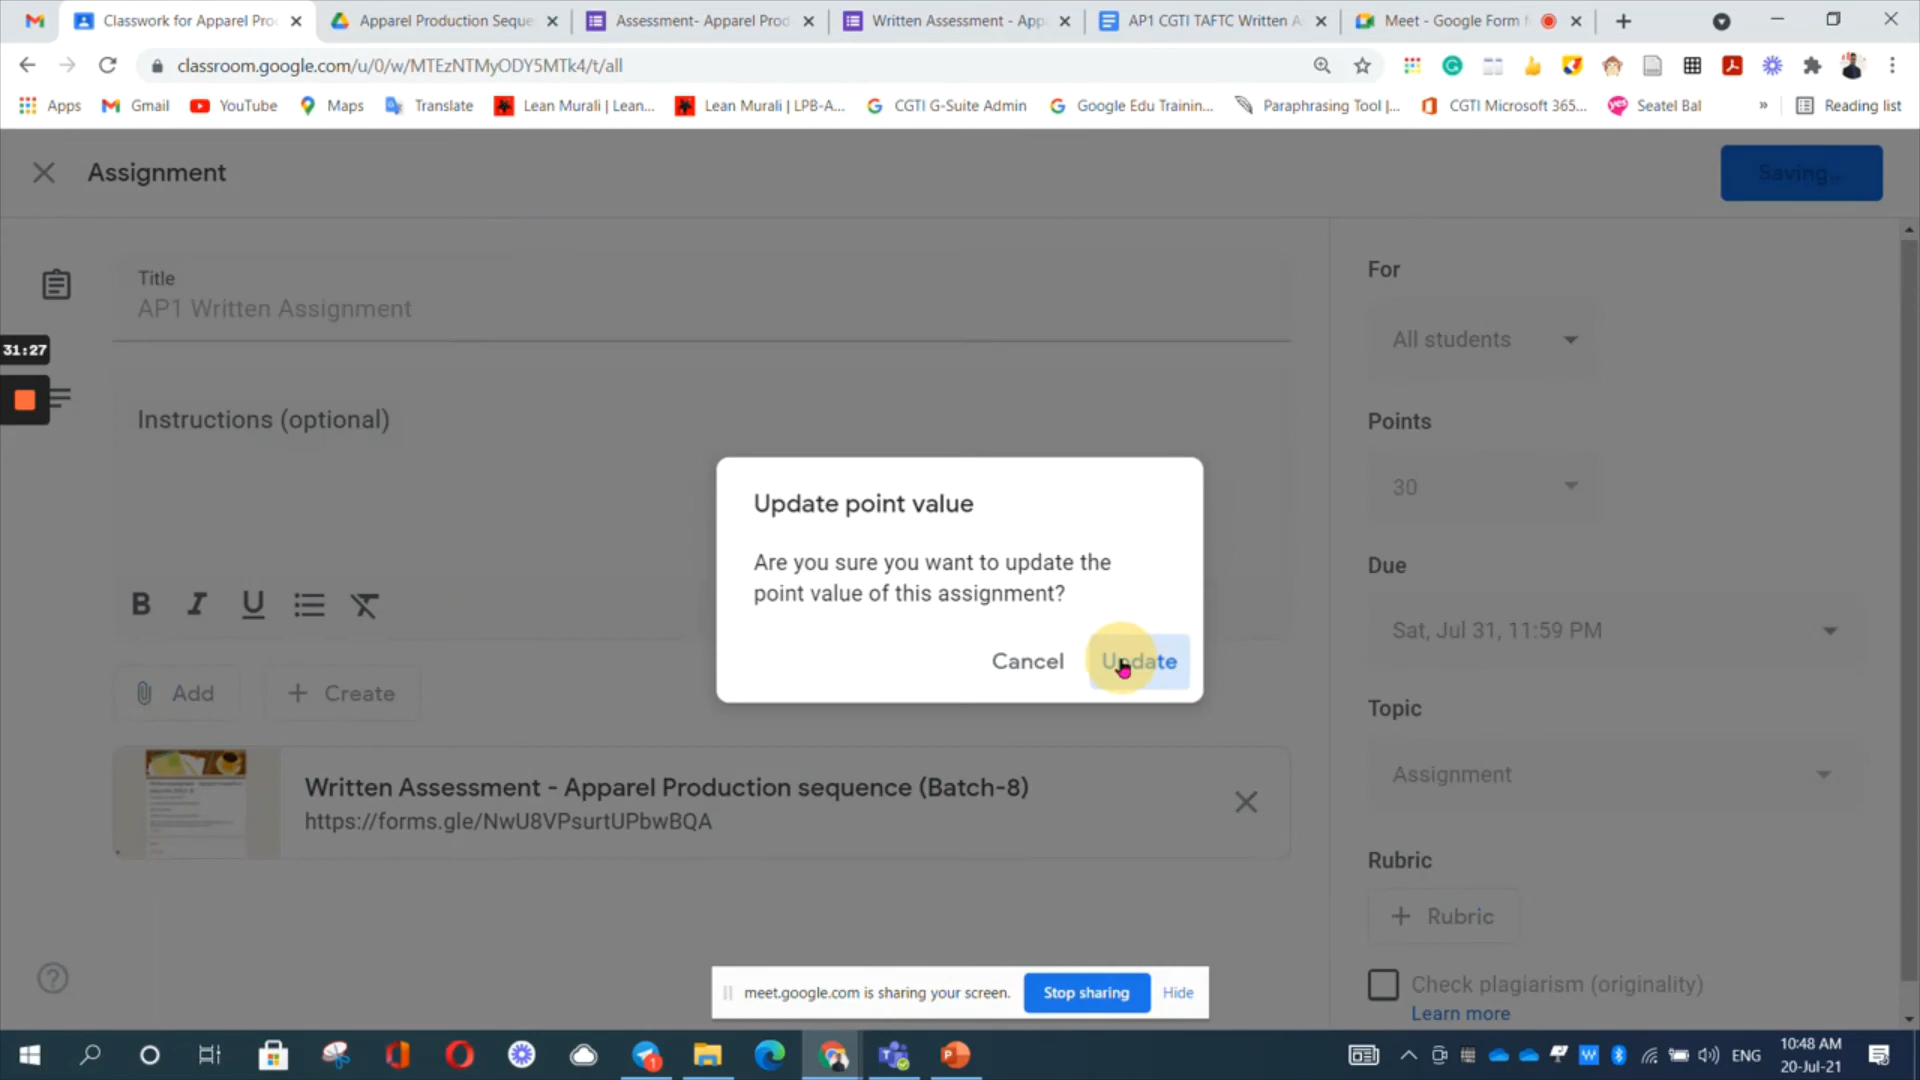 Classwork for Apparel Pro
Apparel Production Seque
Assessment- Apparel Prod
Written Assessment - App
AP1 CGTI TAFTC Written A
Meet - Google Form f
classroom.google.com/u/0/w/MTEzNTMyODY5MTk4/t/all
Apps
Gmail
YouTube
Maps
Translate
Lean Murali | Lean...
Lean Murali | LPB-A...
CGTI G-Suite Admin
Google Edu Trainin...
Paraphrasing Tool |...
CGTI Microsoft 365...
Seatel Bal
»
Reading list
Assignment
Saving...
Title
AP1 Written Assignment
31:27
Instructions (optional)
B I U
Add
Create
Written Assessment - Apparel Production sequence (Batch-8)
https://forms.gle/NwU8VPsurtUPbwBQA
Update point value
Are you sure you want to update the
point value of this assignment?
Cancel
Update
For
All students
Points
30
Due
Sat, Jul 31, 11:59 PM
Topic
Assignment
Rubric
Rubric
Check plagiarism (originality)
Learn more
meet.google.com is sharing your screen.
Stop sharing
Hide
ENG
10:48 AM
20-Jul-21